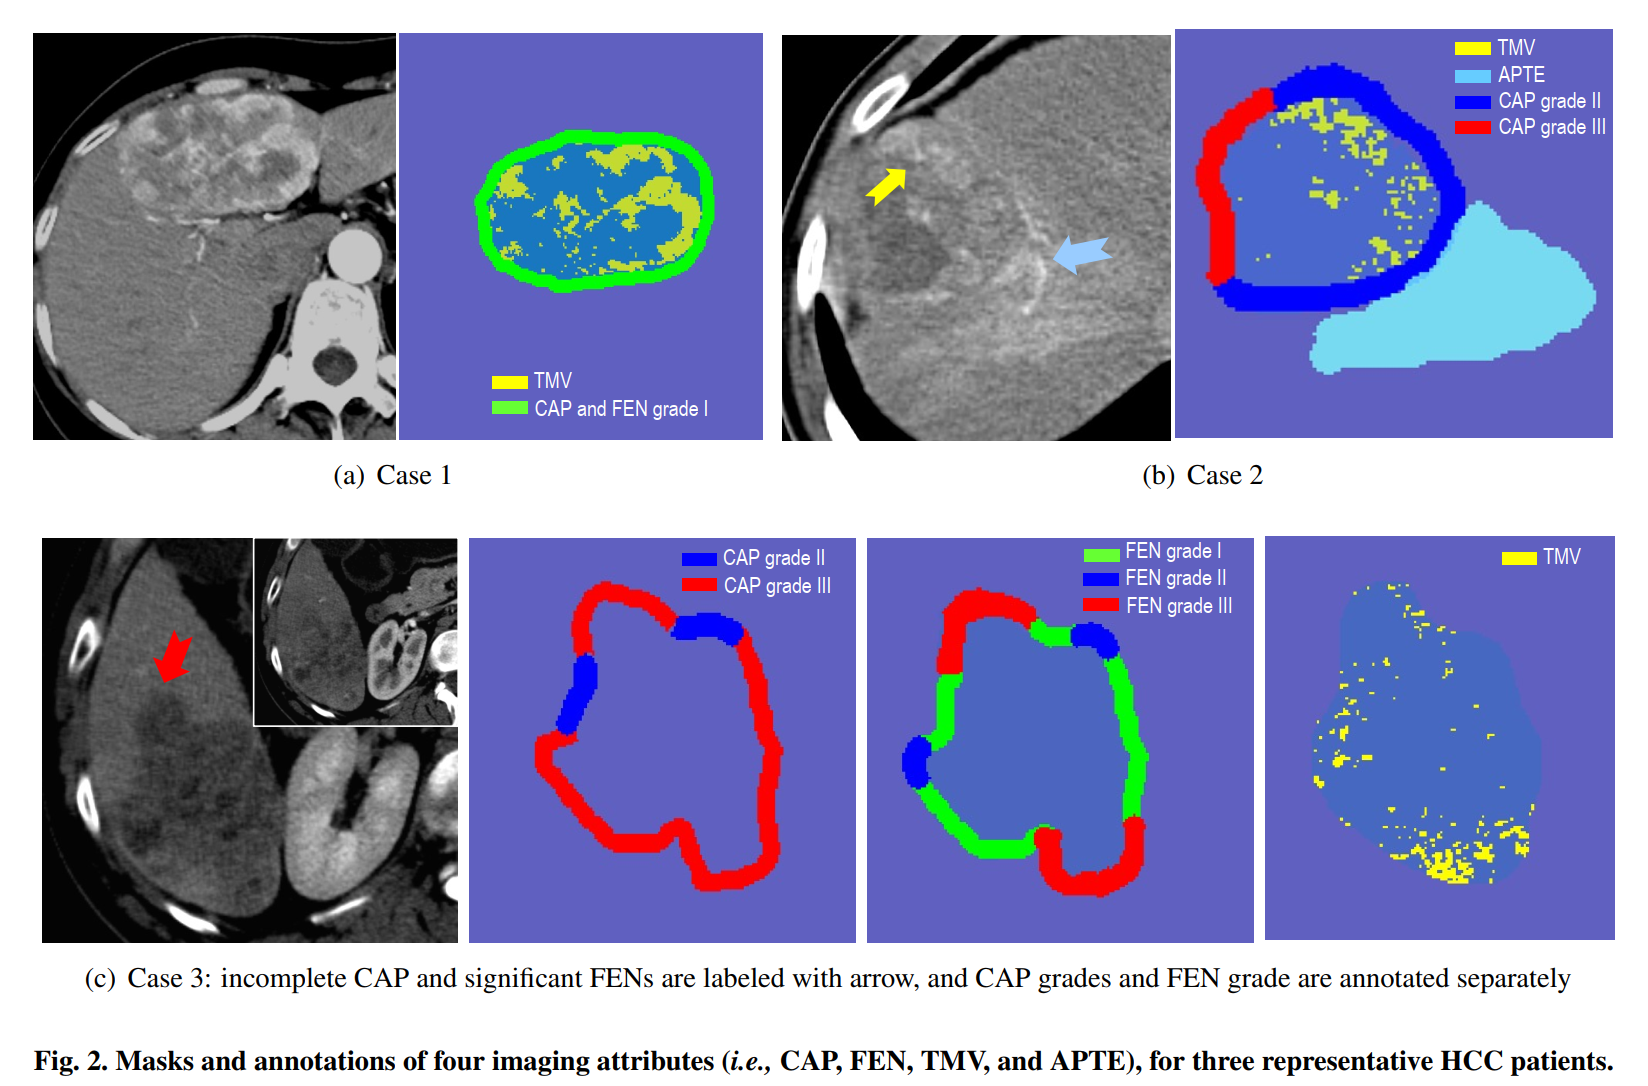 TMV
CAP and FEN grade I
TMV
APTE
CAP grade II
CAP grade III
(a) Case 1
(b) Case 2
CAP grade II
CAP grade III
FEN grade I
FEN grade II
FEN grade III
TMV
(c) Case 3: incomplete CAP and significant FENs are labeled with arrow, and CAP grades and FEN grade are annotated separately
Fig. 2. Masks and annotations of four imaging attributes (i.e., CAP, FEN, TMV, and APTE), for three representative HCC patients.